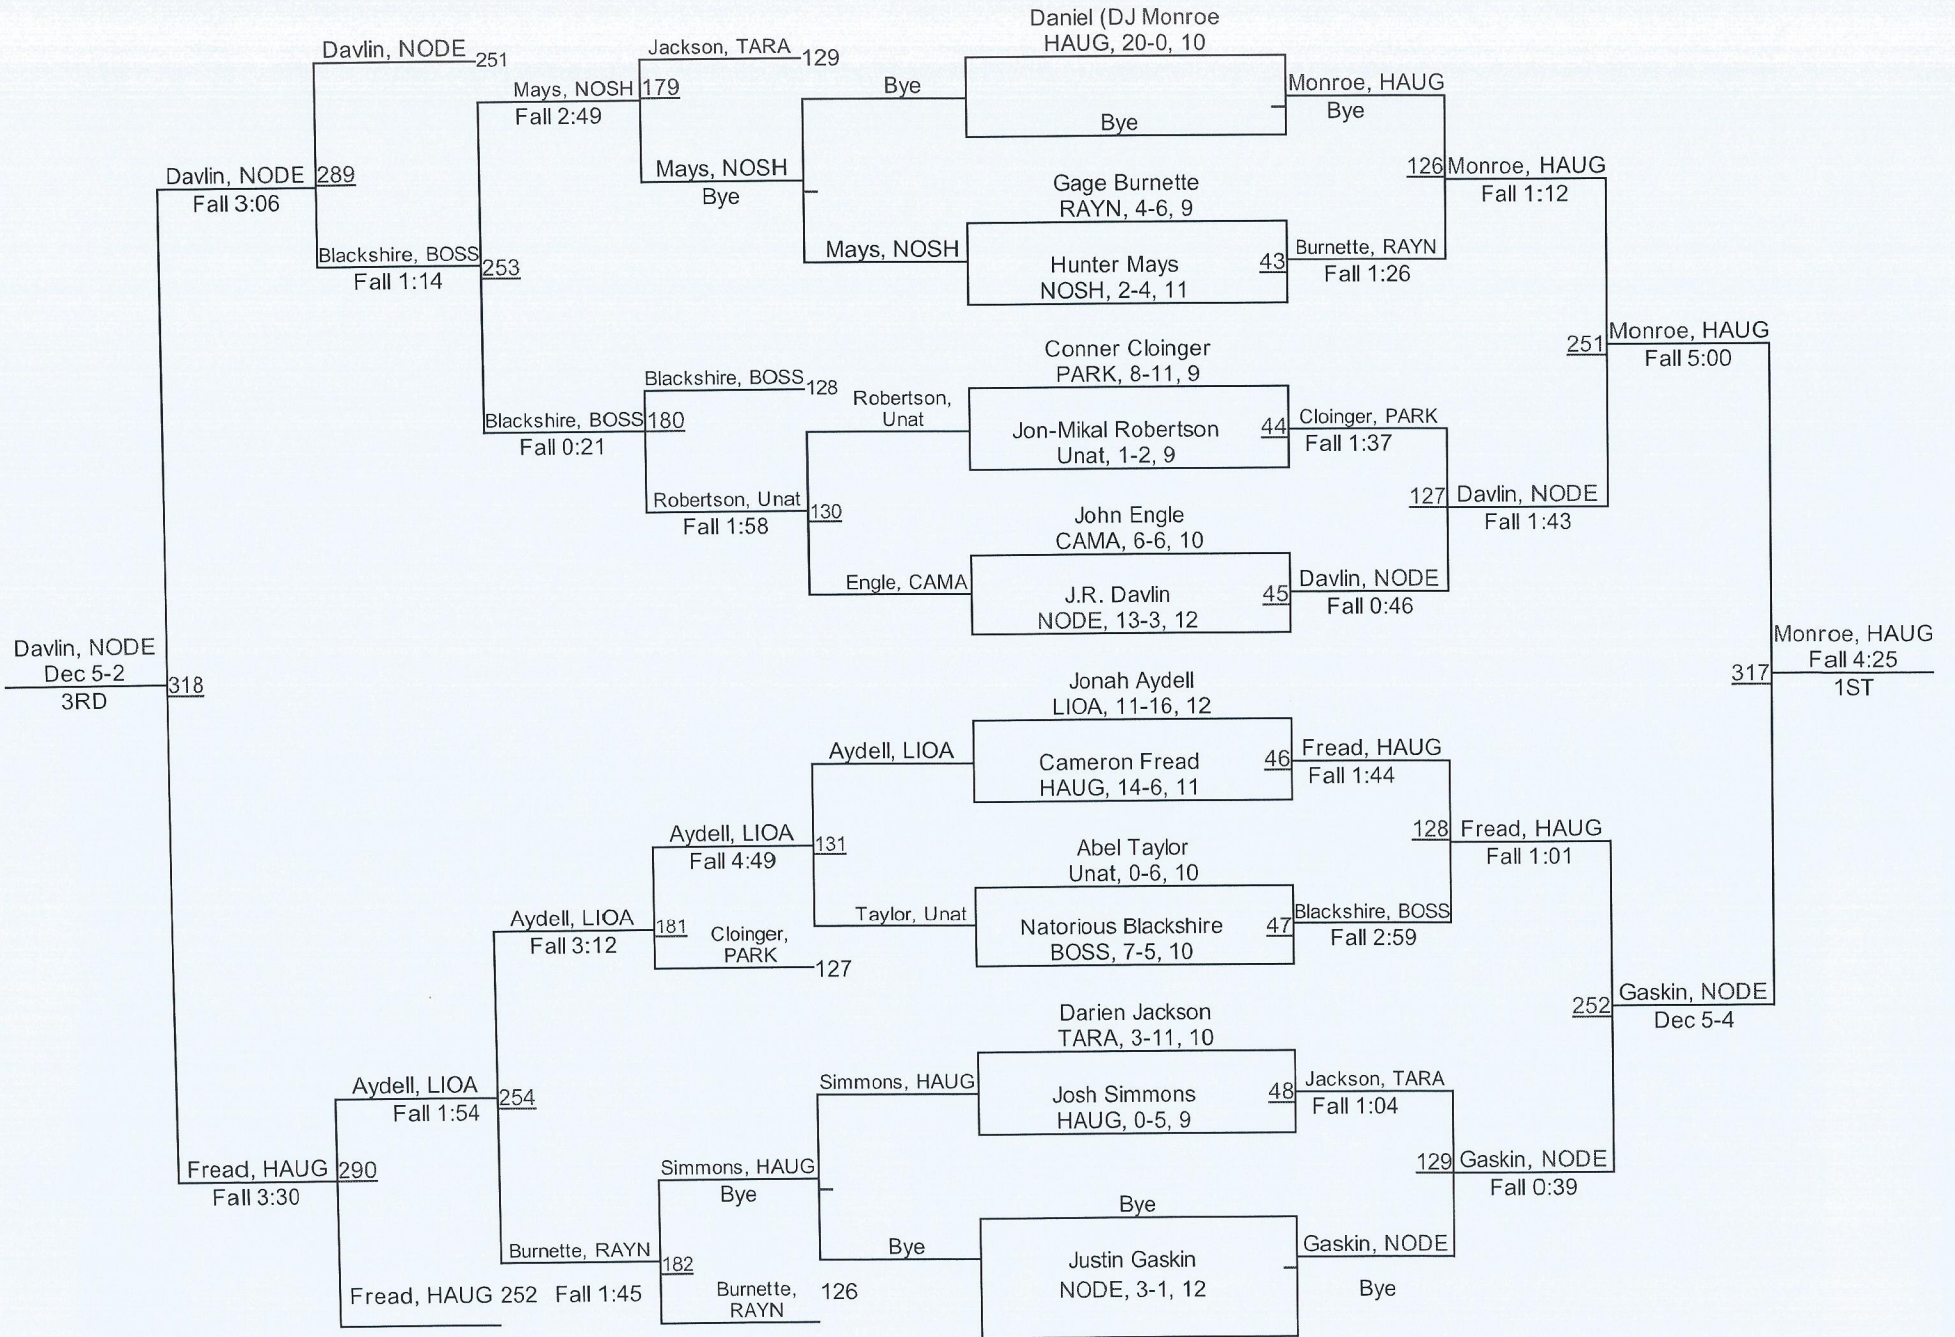 Daniel (DJ Monroe
HAUG, 20-0, 10
Davlin, NODE 251
Jackson, TARA 129
Mays, NOSH 179
Fall 2:49
Bye
Bye
Monroe, HAUG
Bye
Davlin, NODE 289
Fall 3:06
Mays, NOSH
Bye
126 Monroe, HAUG
Fall 1:12
Gage Burnette
RAYN, 4-6, 9
Blackshire, BOSS 253
Fall 1:14
Mays, NOSH
Hunter Mays 43
NOSH, 2-4, 11
Burnette, RAYN
Fall 1:26
Conner Cloinger
PARK, 8-11, 9
251 Monroe, HAUG
Fall 5:00
Blackshire, BOSS 128
Blackshire, BOSS 180
Fall 0:21
Robertson,
Unat
Jon-Mikal Robertson 44
Unat, 1-2, 9
Cloinger, PARK
Fall 1:37
Robertson, Unat 130
Fall 1:58
127 Davlin, NODE
Fall 1:43
John Engle
CAMA, 6-6, 10
Engle, CAMA
J.R. Davlin 45
NODE, 13-3, 12
Davlin, NODE
Fall 0:46
Davlin, NODE
Dec 5-2 318
3RD
317 Monroe, HAUG
Fall 4:25
1ST
Jonah Aydell
LIOA, 11-16, 12
Aydell, LIOA
Cameron Fread 46
HAUG, 14-6, 11
Fread, HAUG
Fall 1:44
Aydell, LIOA 131
Fall 4:49
128 Fread, HAUG
Fall 1:01
Abel Taylor
Unat, 0-6, 10
Aydell, LIOA 181
Fall 3:12
Cloinger,
PARK 127
Taylor, Unat
Natorious Blackshire 47
BOSS, 7-5, 10
Blackshire, BOSS
Fall 2:59
252 Gaskin, NODE
Dec 5-4
Darien Jackson
TARA, 3-11, 10
Aydell, LIOA 254
Fall 1:54
Simmons, HAUG
Josh Simmons 48
HAUG, 0-5, 9
Jackson, TARA
Fall 1:04
Fread, HAUG 290
Fall 3:30
Simmons, HAUG
Bye
129 Gaskin, NODE
Fall 0:39
Bye
Burnette, RAYN 182
Fall 1:45
Bye
Justin Gaskin
NODE, 3-1, 12
Gaskin, NODE
Bye
Fread, HAUG 252
Burnette, 126
RAYN